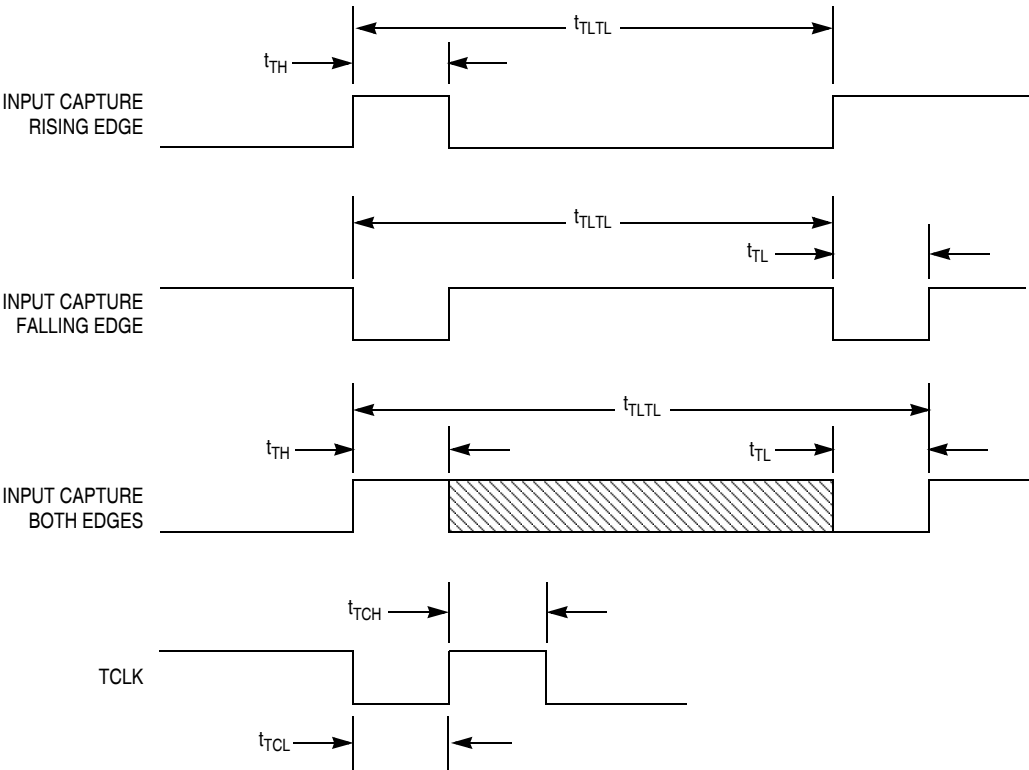 tTLTL
tTH
INPUT CAPTURE
RISING EDGE
tTLTL
tTL
INPUT CAPTURE
FALLING EDGE
tTLTL
tTH
tTL
INPUT CAPTURE
BOTH EDGES
tTCH
TCLK
tTCL